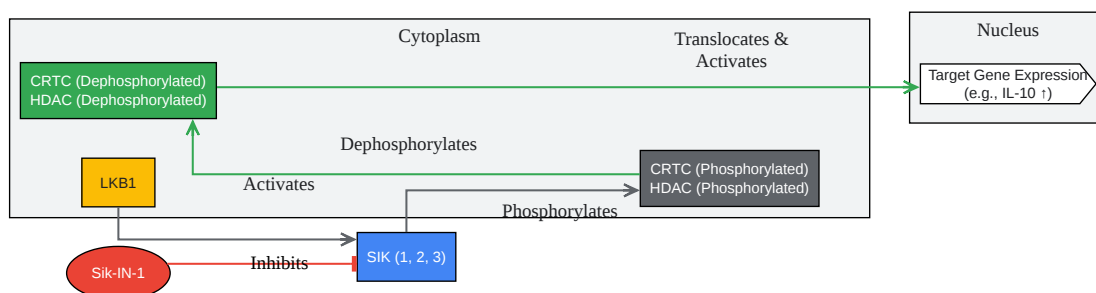 Cytoplasm
Translocates &
Activates
Nucleus
CRTC (Dephosphorylated)
HDAC (Dephosphorylated)
Target Gene Expression
(e.g., IL-10 ↑)
Dephosphorylates
CRTC (Phosphorylated)
HDAC (Phosphorylated)
LKB1
Activates
Phosphorylates
SIK (1, 2, 3)
Sik-IN-1
Inhibits